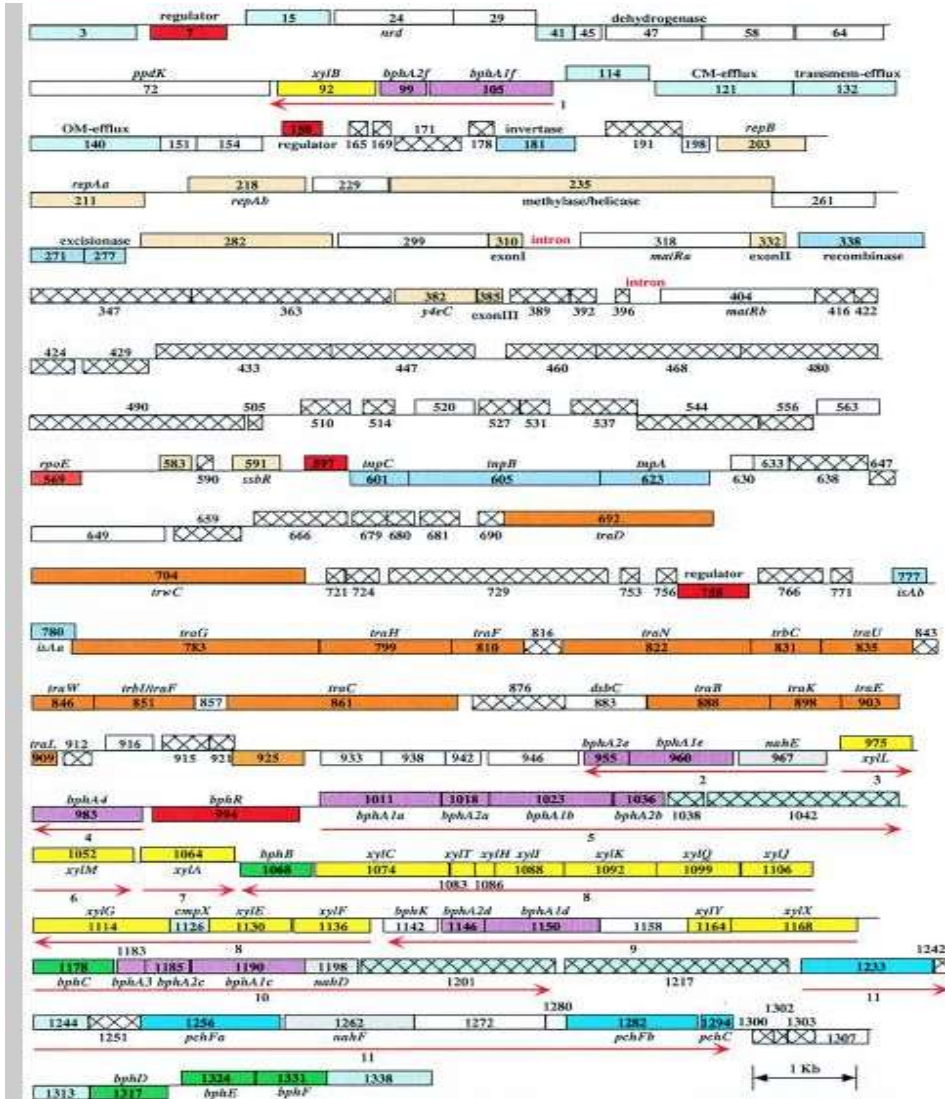 regulator 15 24 29 dehydrogenase
3 7 nrd 41 45 47 58 64
ppdK xylB bphA2f bphA1f 114 CM-efflux transmem-efflux
72 92 99 105 121 132
1
OM-efflux 171 invertase repB
140 151 154 regulator 165 169 178 181 191 198 203
repAa 218 229 235
211 repAb methylase/helicase 261
excisionase 282 299 310 intron 318 332 338
271 277 exonI matRa exonII recombinase
intron
347 363 382 385 389 392 396 404 416 422
exonIII matRb
424 429
433 447 460 468 480
490 505 520 544 556 563
510 514 527 531 537
rpoE 583 591 597 tnpC tnpB tnpA 633 647
569 590 ssbR 601 605 623 630 638
659 692
649 666 679 680 681 690 traD
704 regulator 777
trwC 721 724 729 753 756 766 771 isAb
780 traG traH traF 816 traN trbC traU 843
isAa 783 799 810 822 831 835
traW trbI/traF traC 876 dsbC traB traK traE
846 851 857 861 883 888 898 903
traL 912 916 bphA2e bphA1e nahE 975
909 915 921 925 933 938 942 946 955 960 967 xylL
2 3
bphA4 bphR 1011 1018 1023 1036
983 994 bphA1a bphA2a bphA1b bphA2b 1038 1042
4 5
1052 1064 bphB xylC xylT xylH xylI xylK xylQ xylJ
xylM xylA 1068 1074 1088 1092 1099 1106
6 7 1083 1086 8
xylG cmpX xylE xylF bphK bphA2d bphA1d xylY xylX
1114 1126 1130 1136 1142 1146 1150 1158 1164 1168
8 9
1183 1242
1178 1185 1190 1198 1233
bphC bphA3 bphA2c bphA1c nahD 1201 1217
10 11
1280 1302
1244 1256 1262 1272 1282 1294 1300 1303
1251 pchFa nahF pchFb pchC 1307
11
1 Kb
bphD 1324 1331 1338
1313 1317 bphE bphF